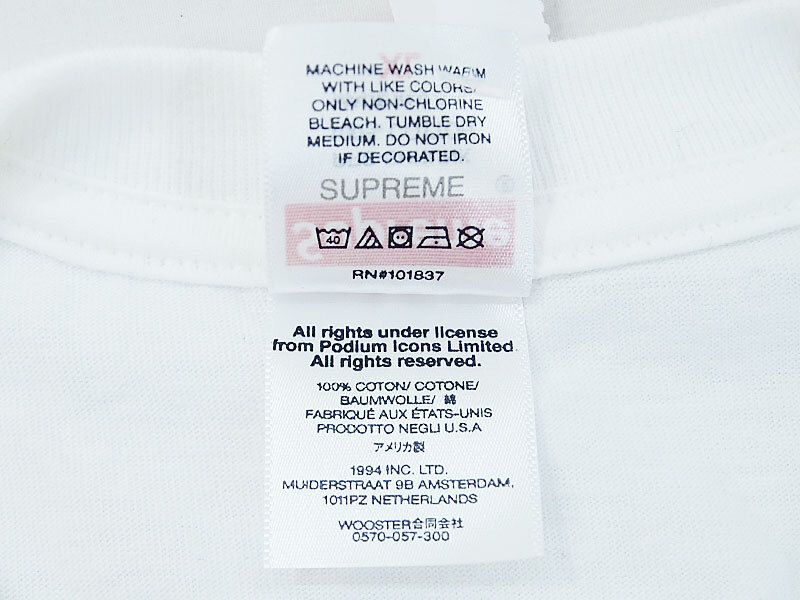 MACHINE WASH WARM
WITH LIKE COLORS/
ONLY NON-CHLORINE
BLEACH. TUMBLE DRY
MEDIUM. DO NOT IRON
IF DECORATED.
SUPREME ®
Supreme
40
RN#101837
All rights under license
from Podium Icons Limited
All rights reserved.
100% COTON/ COTONE/
BAUMWOLLE/ 綿
FABRIQUÉ AUX ÉTATS-UNIS
PRODOTTO NEGLI U.S.A
アメリカ製
1994 INC. LTD.
MUIDERSTRAAT 9B AMSTERDAM,
1011PZ NETHERLANDS
WOOSTER合同会社
0570-057-300